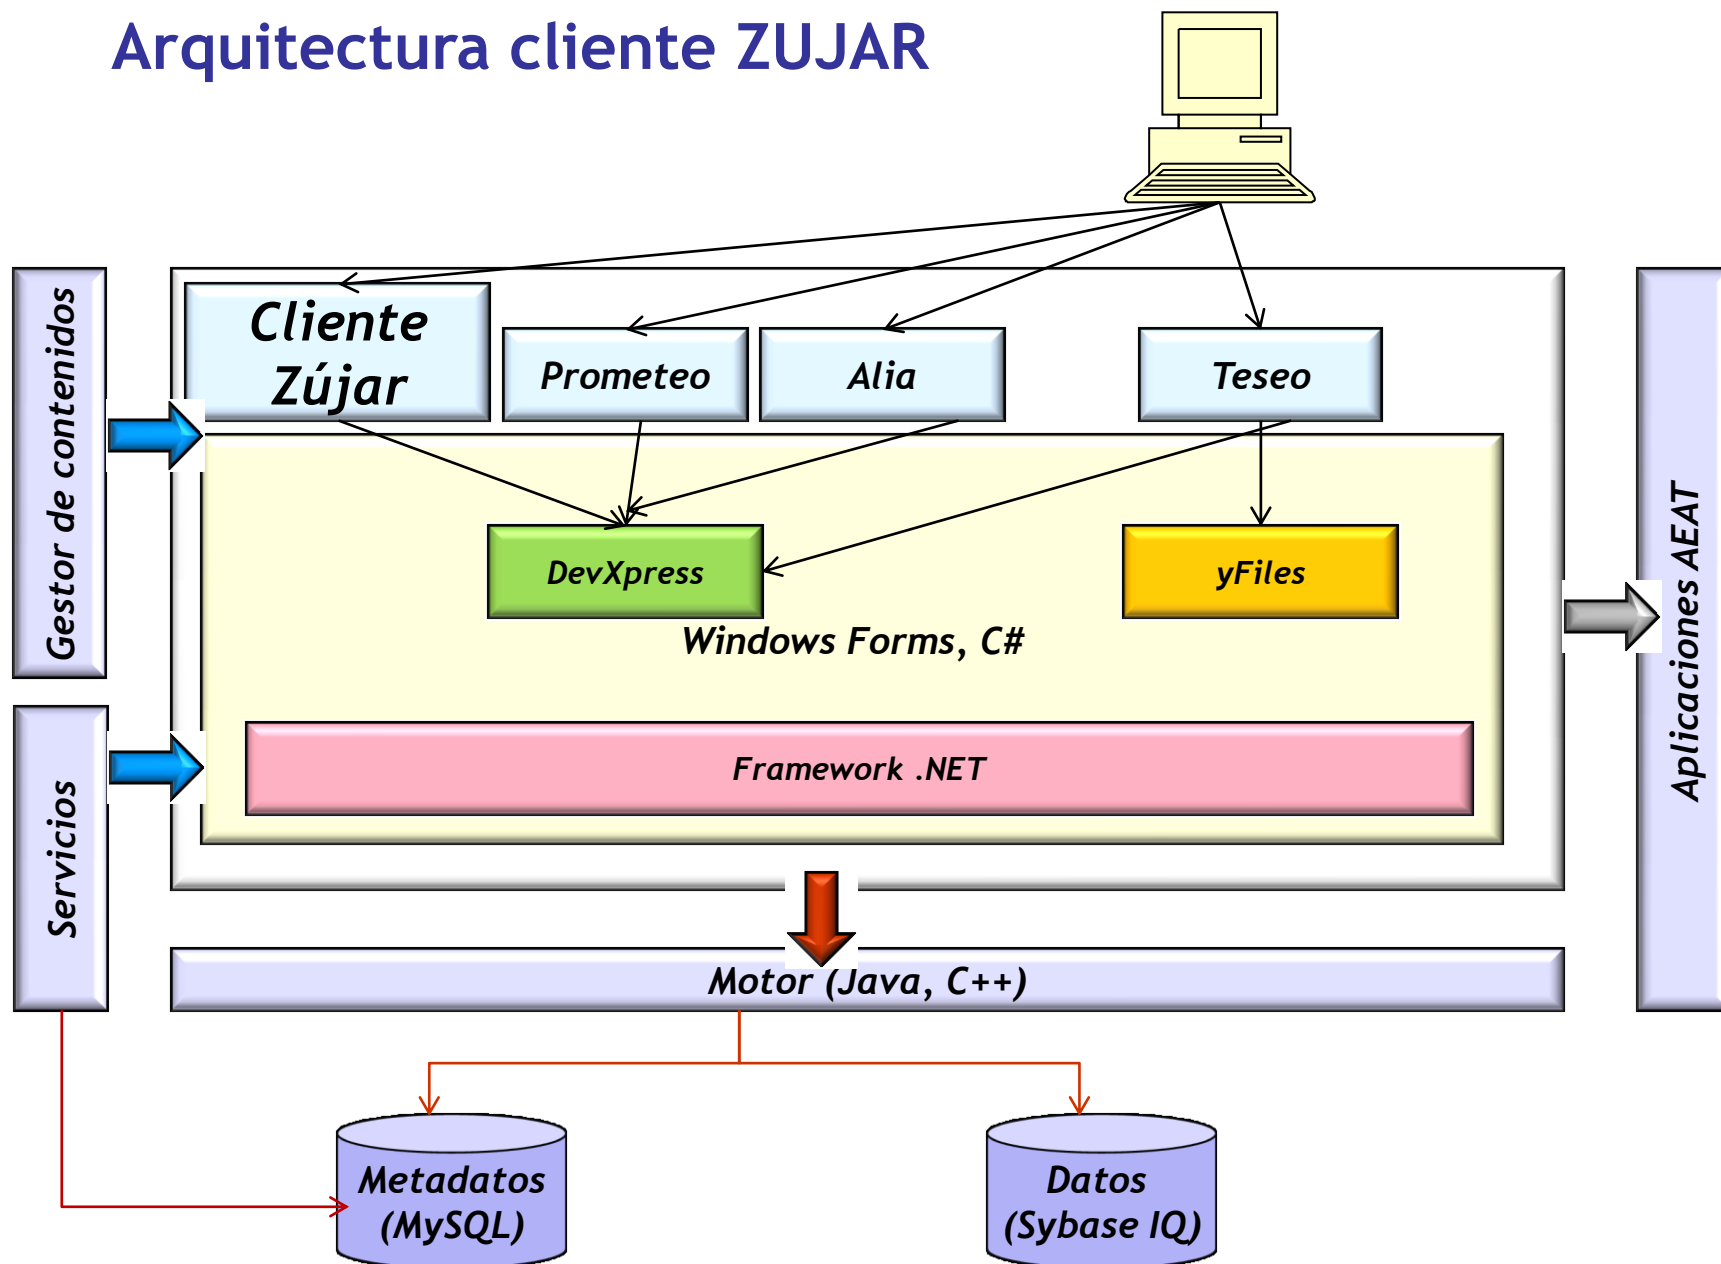 Arquitectura cliente ZUJAR
Gestor de contenidos
Servicios
Cliente
Zújar
Prometeo
Alia
Teseo
DevXpress
yFiles
Windows Forms, C#
Framework .NET
Aplicaciones AEAT
Motor (Java, C++)
Metadatos
(MySQL)
Datos
(Sybase IQ)